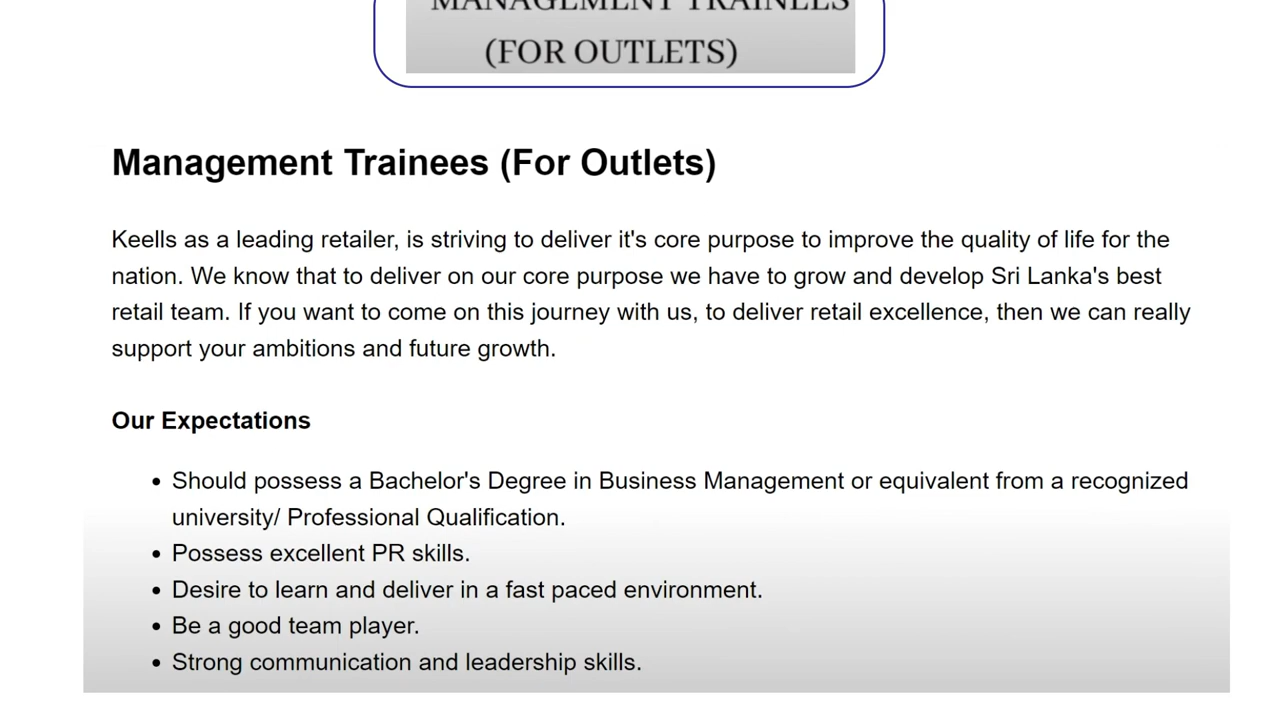 MANAGEMENT TRAINEES
(FOR OUTLETS)
Management Trainees (For Outlets)
Keells as a leading retailer, is striving to deliver it's core purpose to improve the quality of life for the
nation. We know that to deliver on our core purpose we have to grow and develop Sri Lanka's best
retail team. If you want to come on this journey with us, to deliver retail excellence, then we can really
support your ambitions and future growth.
Our Expectations
• Should possess a Bachelor's Degree in Business Management or equivalent from a recognized
university/ Professional Qualification.
• Possess excellent PR skills.
• Desire to learn and deliver in a fast paced environment.
• Be a good team player.
• Strong communication and leadership skills.